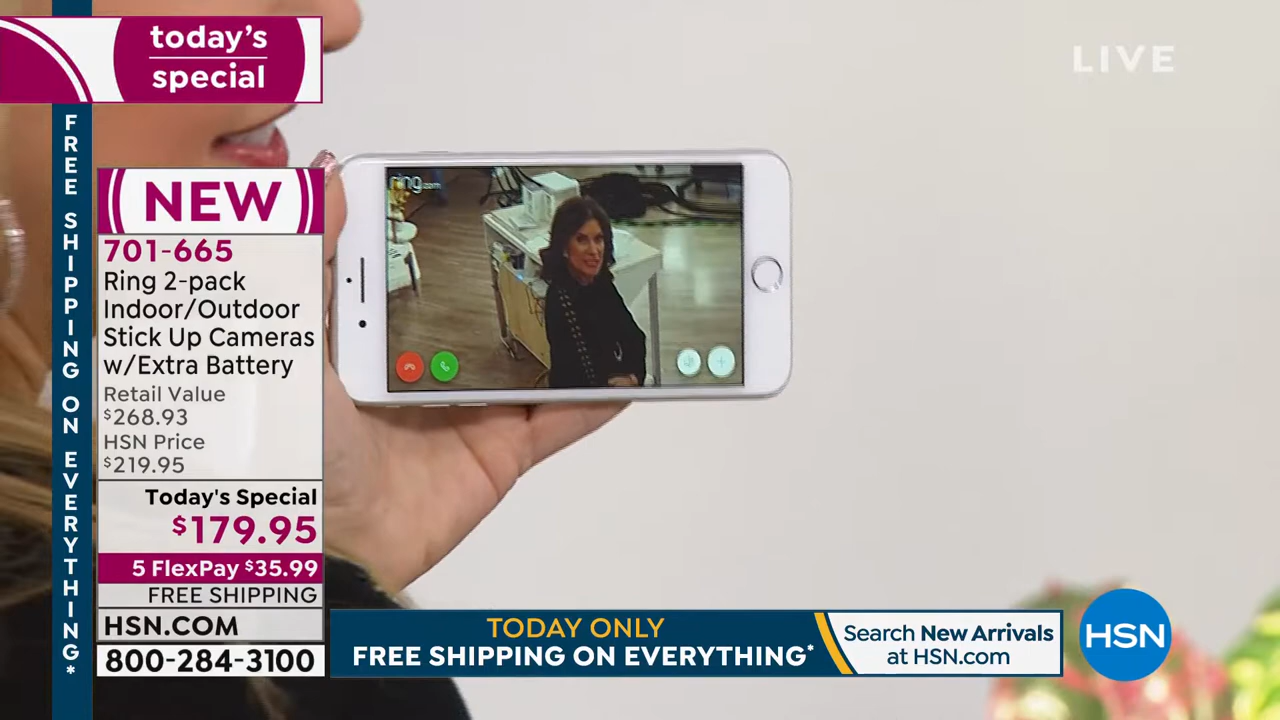 today's
special
LIVE
FREE SHIPPING ON EVERYTHING*
NEW
701-665
Ring 2-pack
Indoor/Outdoor
Stick Up Cameras
w/Extra Battery
Retail Value
$268.93
HSN Price
$219.95
Today's Special
$179.95
5 FlexPay $35.99
FREE SHIPPING
HSN.COM
800-284-3100
ring.com
TODAY ONLY
FREE SHIPPING ON EVERYTHING*
Search New Arrivals
at HSN.com
HSN